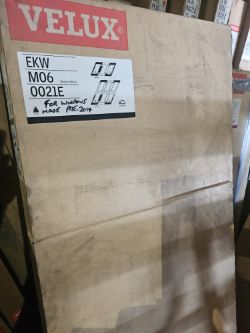 VELUX®
EKW
M06
0021E
FOR WINDOWS
MADE PRE-2014